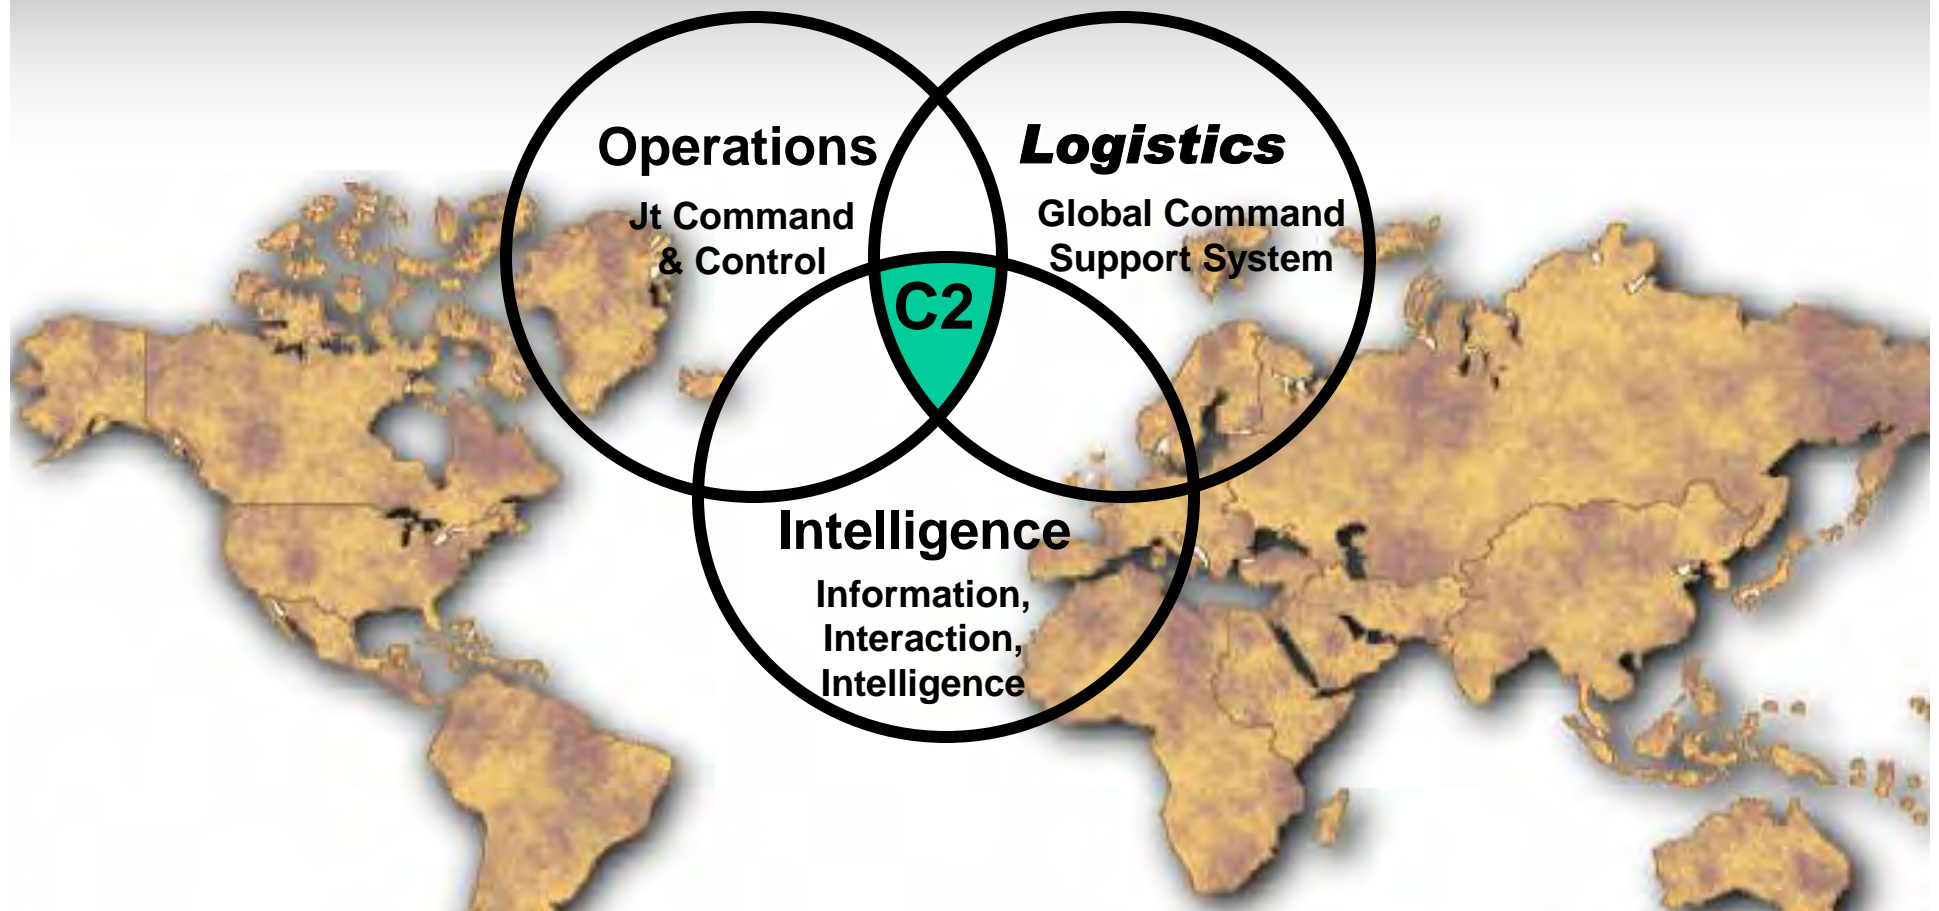 Operations
Jt Command
& Control
Logistics
Global Command
Support System
C2
Intelligence
Information,
Interaction,
Intelligence